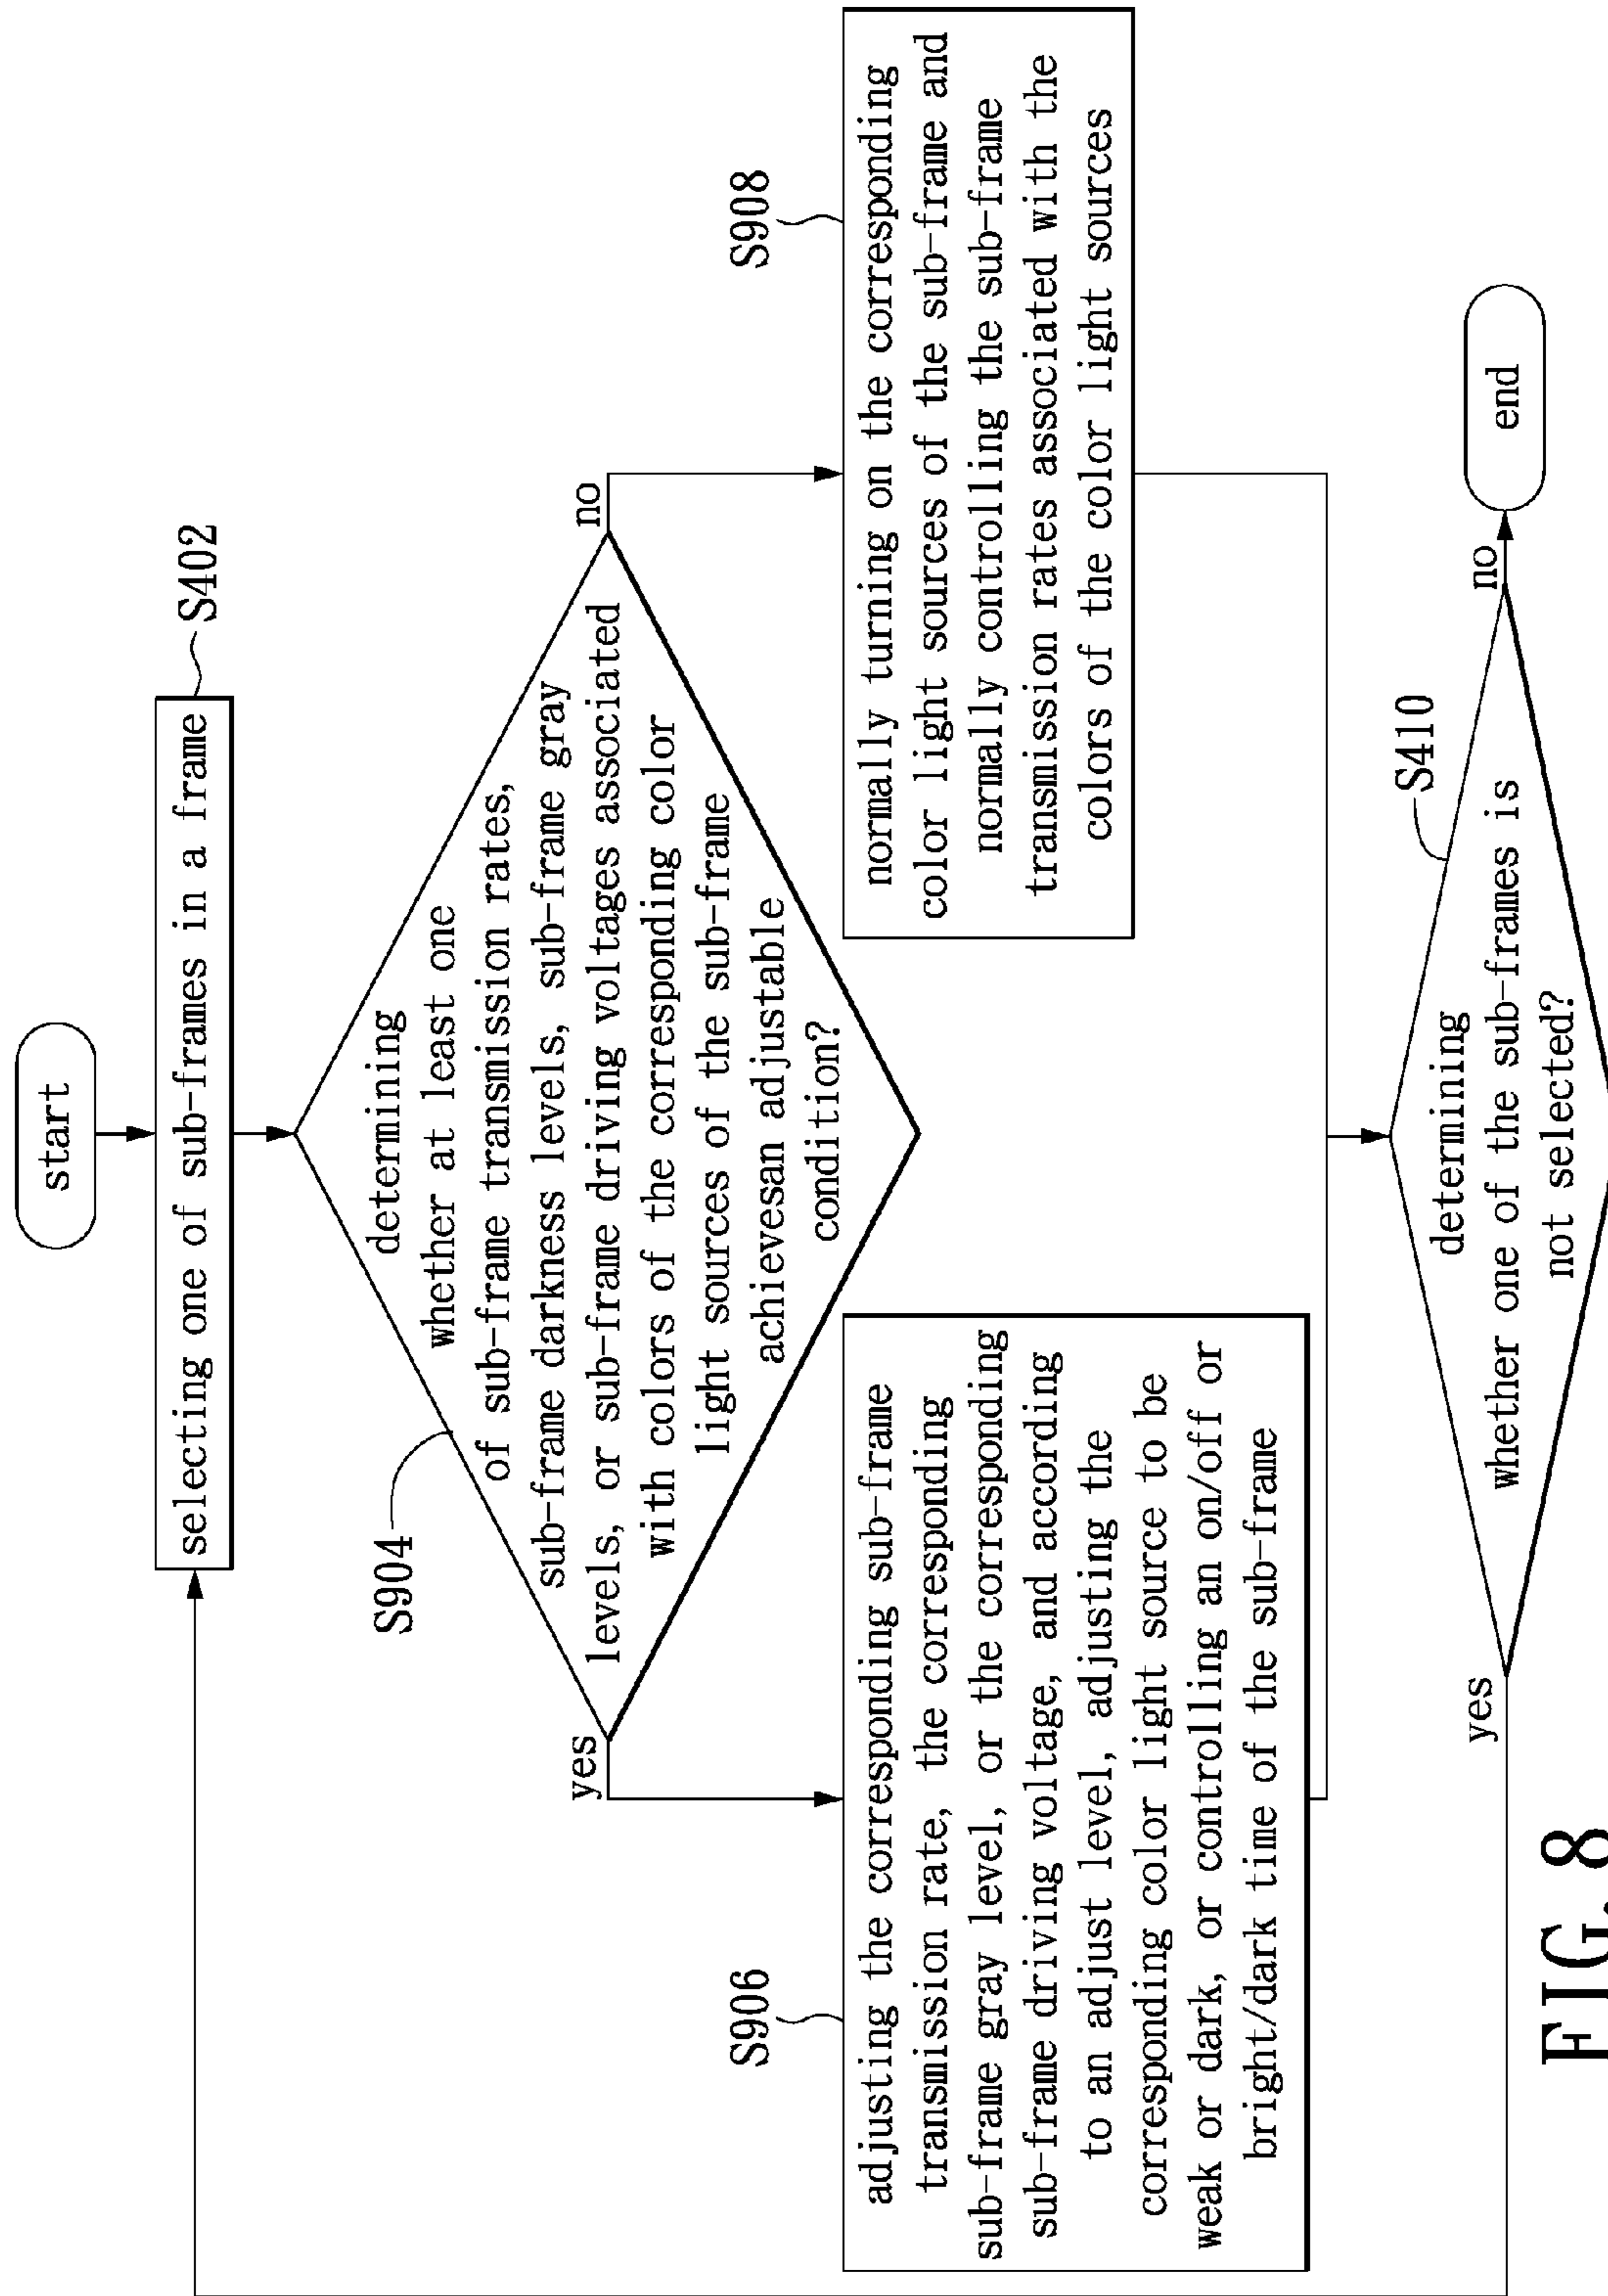 start
selecting one of sub-frames in a frame
S402
determining
whether at least one
of sub-frame transmission rates,
sub-frame darkness levels, sub-frame gray
levels, or sub-frame driving voltages associated
with colors of the corresponding color
light sources of the sub-frame
achievesan adjustable
condition?
S904
yes
no
S906
adjusting the corresponding sub-frame
transmission rate, the corresponding
sub-frame gray level, or the corresponding
sub-frame driving voltage, and according
to an adjust level, adjusting the
corresponding color light source to be
weak or dark, or controlling an on/off or
bright/dark time of the sub-frame
S908
normally turning on the corresponding
color light sources of the sub-frame and
normally controlling the sub-frame
transmission rates associated with the
colors of the color light sources
S410
determining
whether one of the sub-frames is
not selected?
yes
no
end
FIG. 8